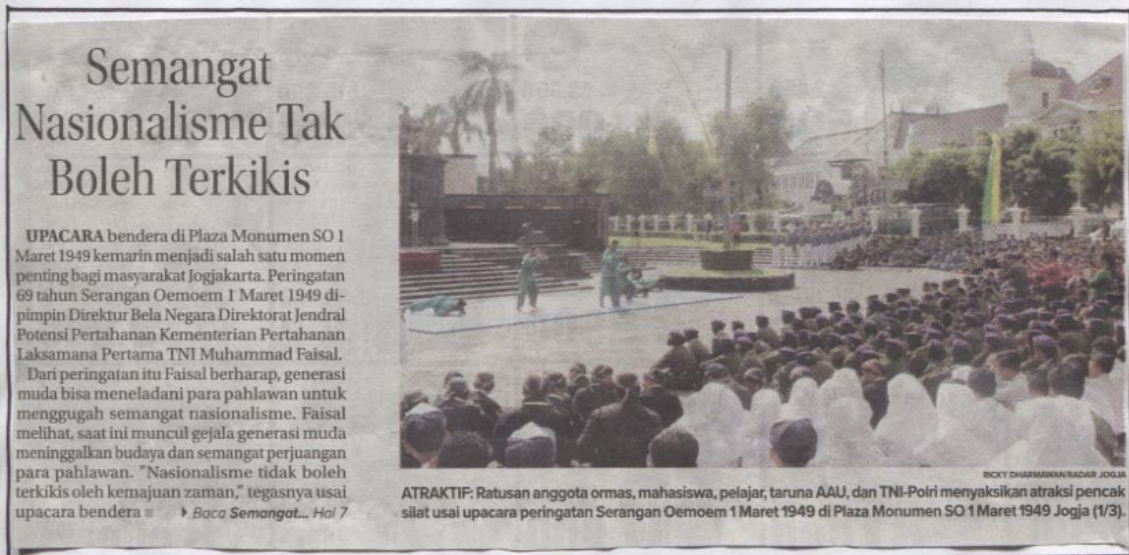 Semangat
Nasionalisme Tak
Boleh Terkikis
UPACARA bendera di Plaza Monumen SO 1
Maret 1949 kemarin menjadi salah satu momen
penting bagi masyarakat Jogjakarta. Peringatan
69 tahun Serangan Oemoem 1 Maret 1949 di-
pimpin Direktur Bela Negara Direktorat Jendral
Potensi Pertahanan Kementerian Pertahanan
Laksamana Pertama TNI Muhammad Faisal.
Dari peringatan itu Faisal berharap, generasi
muda bisa meneladani para pahlawan untuk
menggugah semangat nasionalisme. Faisal
melihat, saat ini muncul gejala generasi muda
meninggalkan budaya dan semangat perjuangan
para pahlawan. "Nasionalisme tidak boleh
terkikis oleh kemajuan zaman," tegasnya usai
upacara bendera ▪ ▸ Baca Semangat... Hal 7
RICKY DHARMAWAN/RADAR JOGJA
ATRAKTIF: Ratusan anggota ormas, mahasiswa, pelajar, taruna AAU, dan TNI-Polri menyaksikan atraksi pencak
silat usai upacara peringatan Serangan Oemoem 1 Maret 1949 di Plaza Monumen SO 1 Maret 1949 Jogja (1/3).